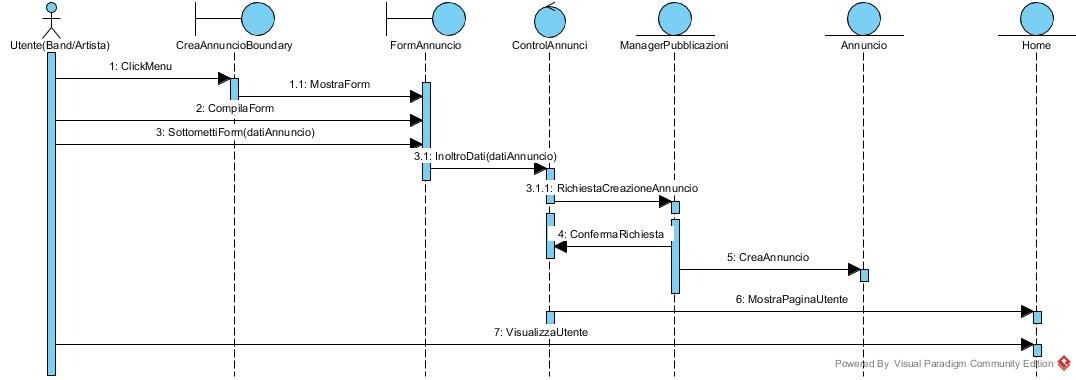 Utente(Band/Artista)
CreaAnnuncioBoundary
FormAnnuncio
ControlAnnunci
ManagerPubblicazioni
Annuncio
Home
1: ClickMenu
1.1: MostraForm
2: CompilaForm
3: SottomettiForm(datiAnnuncio)
3.1: InoltroDati(datiAnnuncio)
3.1.1: RichiestaCreazioneAnnuncio
4: ConfermaRichiesta
5: CreaAnnuncio
6: MostraPaginaUtente
7: VisualizzaUtente
Powered By Visual Paradigm Community Edition